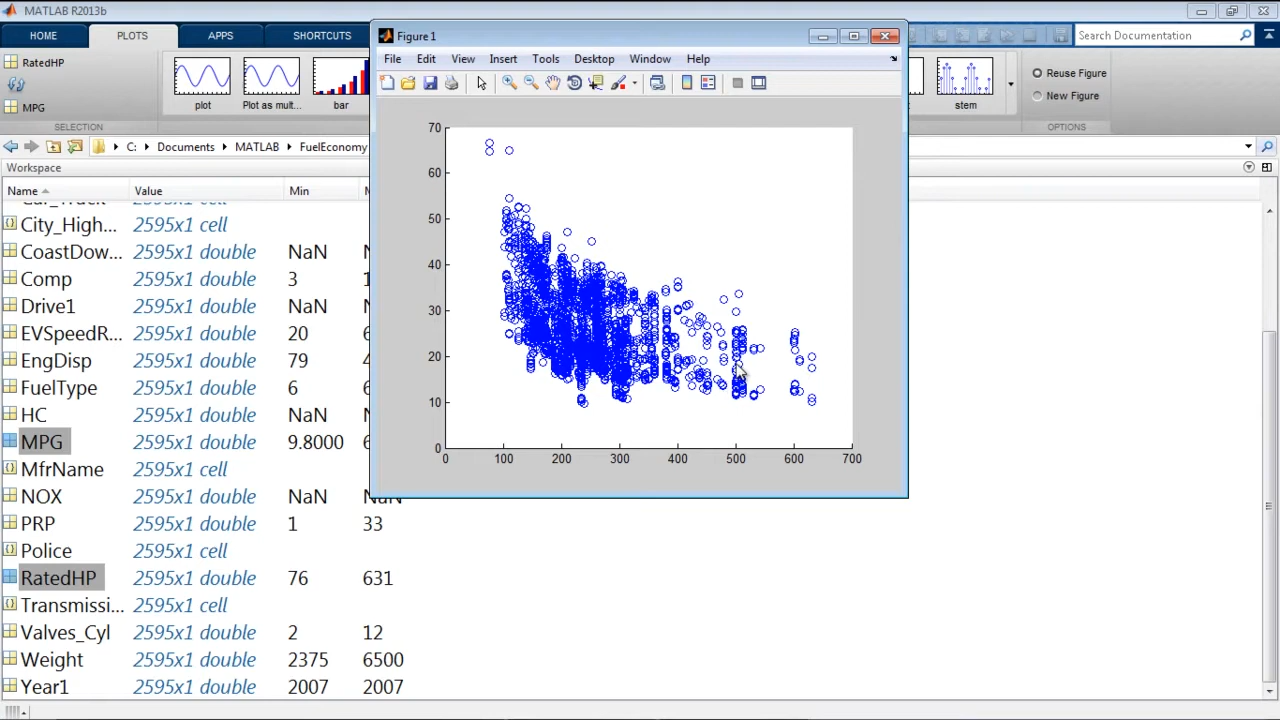 MATLAB R2013b
HOME PLOTS APPS SHORTCUTS
Search Documentation
RatedHP
MPG
SELECTION
plot Plot as mult... bar
stem
Reuse Figure
New Figure
OPTIONS
C: Documents MATLAB FuelEconomy
Workspace
Name Value Min
City_High... 2595x1 cell
CoastDow... 2595x1 double NaN
Comp 2595x1 double 3
Drive1 2595x1 double NaN
EVSpeedR... 2595x1 double 20
EngDisp 2595x1 double 79
FuelType 2595x1 double 6
HC 2595x1 double NaN
MPG 2595x1 double 9.8000
MfrName 2595x1 cell
NOX 2595x1 double NaN NaN
PRP 2595x1 double 1 33
Police 2595x1 cell
RatedHP 2595x1 double 76 631
Transmissi... 2595x1 cell
Valves_Cyl 2595x1 double 2 12
Weight 2595x1 double 2375 6500
Year1 2595x1 double 2007 2007
Figure 1
File Edit View Insert Tools Desktop Window Help
70
60
50
40
30
20
10
0
0 100 200 300 400 500 600 700